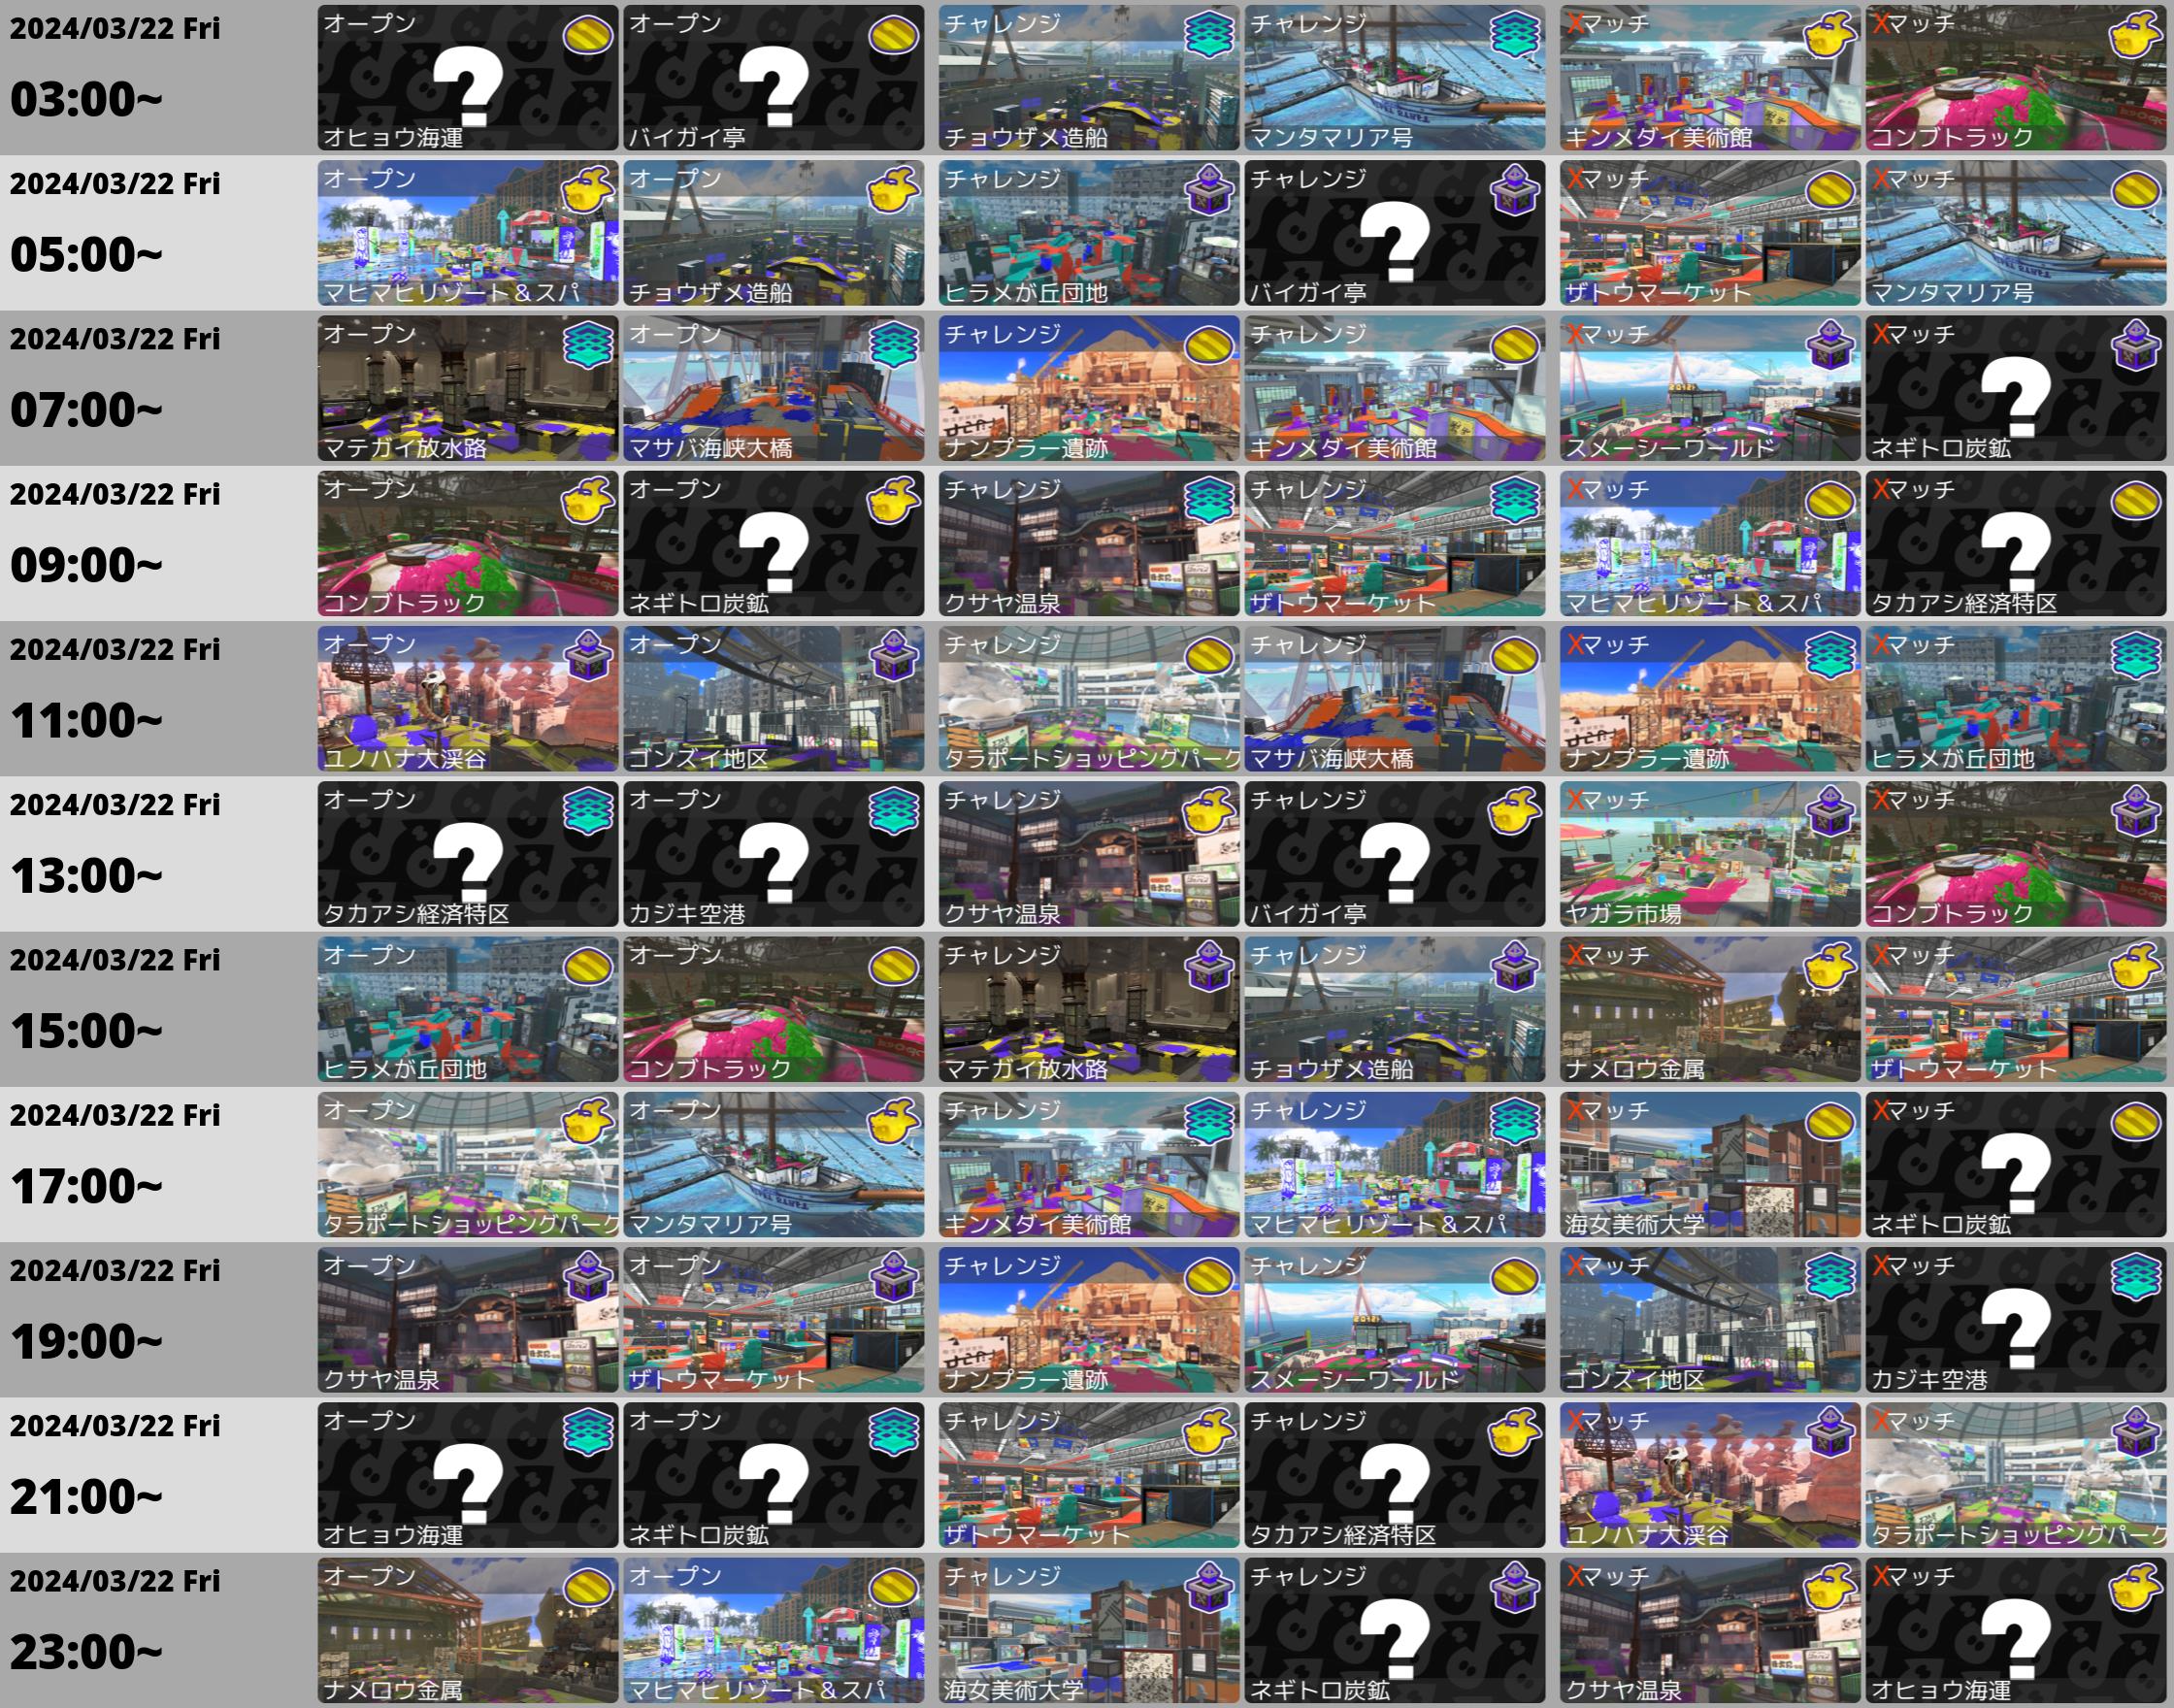 2024/03/22 Fri
03:00~
オープン
オヒョウ海運
オープン
バイガイ亭
チャレンジ
チョウザメ造船
チャレンジ
マンタマリア号
Xマッチ
キンメダイ美術館
Xマッチ
コンブトラック
2024/03/22 Fri
05:00~
オープン
マヒマヒリゾート＆スパ
オープン
チョウザメ造船
チャレンジ
ヒラメが丘団地
チャレンジ
バイガイ亭
Xマッチ
ザトウマーケット
Xマッチ
マンタマリア号
2024/03/22 Fri
07:00~
オープン
マテガイ放水路
オープン
マサバ海峡大橋
チャレンジ
ナンプラー遺跡
チャレンジ
キンメダイ美術館
Xマッチ
スメーシーワールド
Xマッチ
ネギトロ炭鉱
2024/03/22 Fri
09:00~
オープン
コンブトラック
オープン
ネギトロ炭鉱
チャレンジ
クサヤ温泉
チャレンジ
ザトウマーケット
Xマッチ
マヒマヒリゾート＆スパ
Xマッチ
タカアシ経済特区
2024/03/22 Fri
11:00~
オープン
ユノハナ大渓谷
オープン
ゴンズイ地区
チャレンジ
タラポートショッピングパーク
チャレンジ
マサバ海峡大橋
Xマッチ
ナンプラー遺跡
Xマッチ
ヒラメが丘団地
2024/03/22 Fri
13:00~
オープン
タカアシ経済特区
オープン
カジキ空港
チャレンジ
クサヤ温泉
チャレンジ
バイガイ亭
Xマッチ
ヤガラ市場
Xマッチ
コンブトラック
2024/03/22 Fri
15:00~
オープン
ヒラメが丘団地
オープン
コンブトラック
チャレンジ
マテガイ放水路
チャレンジ
チョウザメ造船
Xマッチ
ナメロウ金属
Xマッチ
ザトウマーケット
2024/03/22 Fri
17:00~
オープン
タラポートショッピングパーク
オープン
マンタマリア号
チャレンジ
キンメダイ美術館
チャレンジ
マヒマヒリゾート＆スパ
Xマッチ
海女美術大学
Xマッチ
ネギトロ炭鉱
2024/03/22 Fri
19:00~
オープン
クサヤ温泉
オープン
ザトウマーケット
チャレンジ
ナンプラー遺跡
チャレンジ
スメーシーワールド
Xマッチ
ゴンズイ地区
Xマッチ
カジキ空港
2024/03/22 Fri
21:00~
オープン
オヒョウ海運
オープン
ネギトロ炭鉱
チャレンジ
ザトウマーケット
チャレンジ
タカアシ経済特区
Xマッチ
ユノハナ大渓谷
Xマッチ
タラポートショッピングパーク
2024/03/22 Fri
23:00~
オープン
ナメロウ金属
オープン
マヒマヒリゾート＆スパ
チャレンジ
海女美術大学
チャレンジ
ネギトロ炭鉱
Xマッチ
クサヤ温泉
Xマッチ
オヒョウ海運